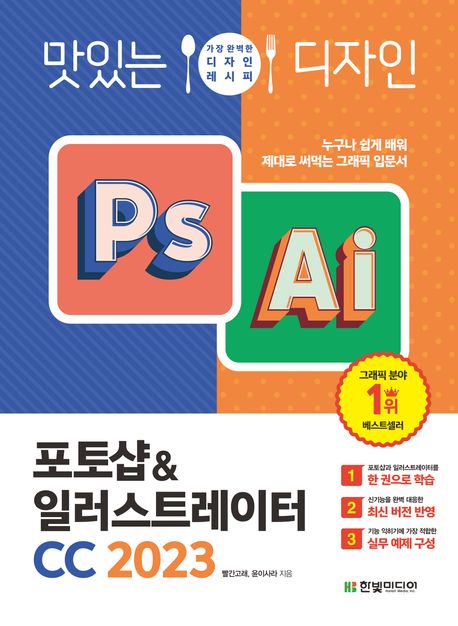 맛있는
가장 완벽한
디자인
레시피
디자인
누구나 쉽게 배워
제대로 써먹는 그래픽 입문서
Ps
Ai
그래픽 분야
1위
베스트셀러
포토샵 &
일러스트레이터
CC 2023
빨간고래, 윤이사라 지음
1 포토샵과 일러스트레이터를
한 권으로 학습
2 신기능을 완벽 대응한
최신 버전 반영
3 기능 익히기에 가장 적합한
실무 예제 구성
HB 한빛미디어
Hanbit Media, Inc.